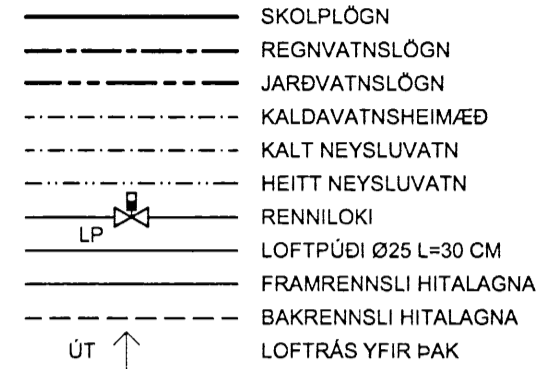 SKOLPLÖGN
REGNVATNSLÖGN
JARÐVATNSLÖGN
KALDAVATNSHEIMÆÐ
KALT NEYSLUVATN
HEITT NEYSLUVATN
RENNILOKI
LP
LOFTPÚÐI Ø25 L=30 CM
FRAMRENNSLI HITALAGNA
BAKRENNSLI HITALAGNA
ÚT LOFTRÁS YFIR ÞAK